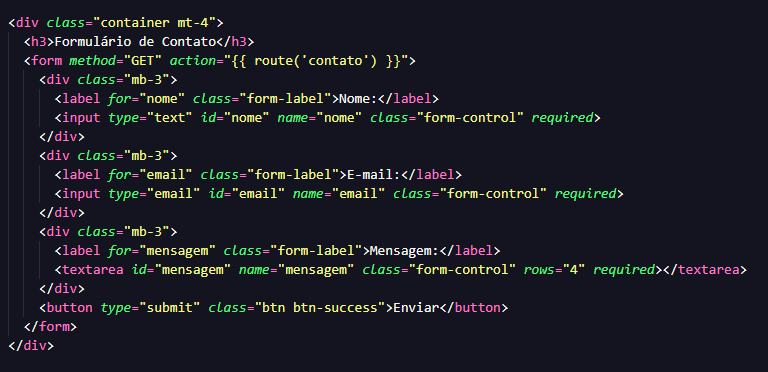 <div class="container mt-4">
<h3>Formulário de Contato</h3>
<form method="GET" action="{{ route('contato') }}">
<div class="mb-3">
<label for="nome" class="form-label">Nome:</label>
<input type="text" id="nome" name="nome" class="form-control" required>
</div>
<div class="mb-3">
<label for="email" class="form-label">E-mail:</label>
<input type="email" id="email" name="email" class="form-control" required>
</div>
<div class="mb-3">
<label for="mensagem" class="form-label">Mensagem:</label>
<textarea id="mensagem" name="mensagem" class="form-control" rows="4" required></textarea>
</div>
<button type="submit" class="btn btn-success">Enviar</button>
</form>
</div>